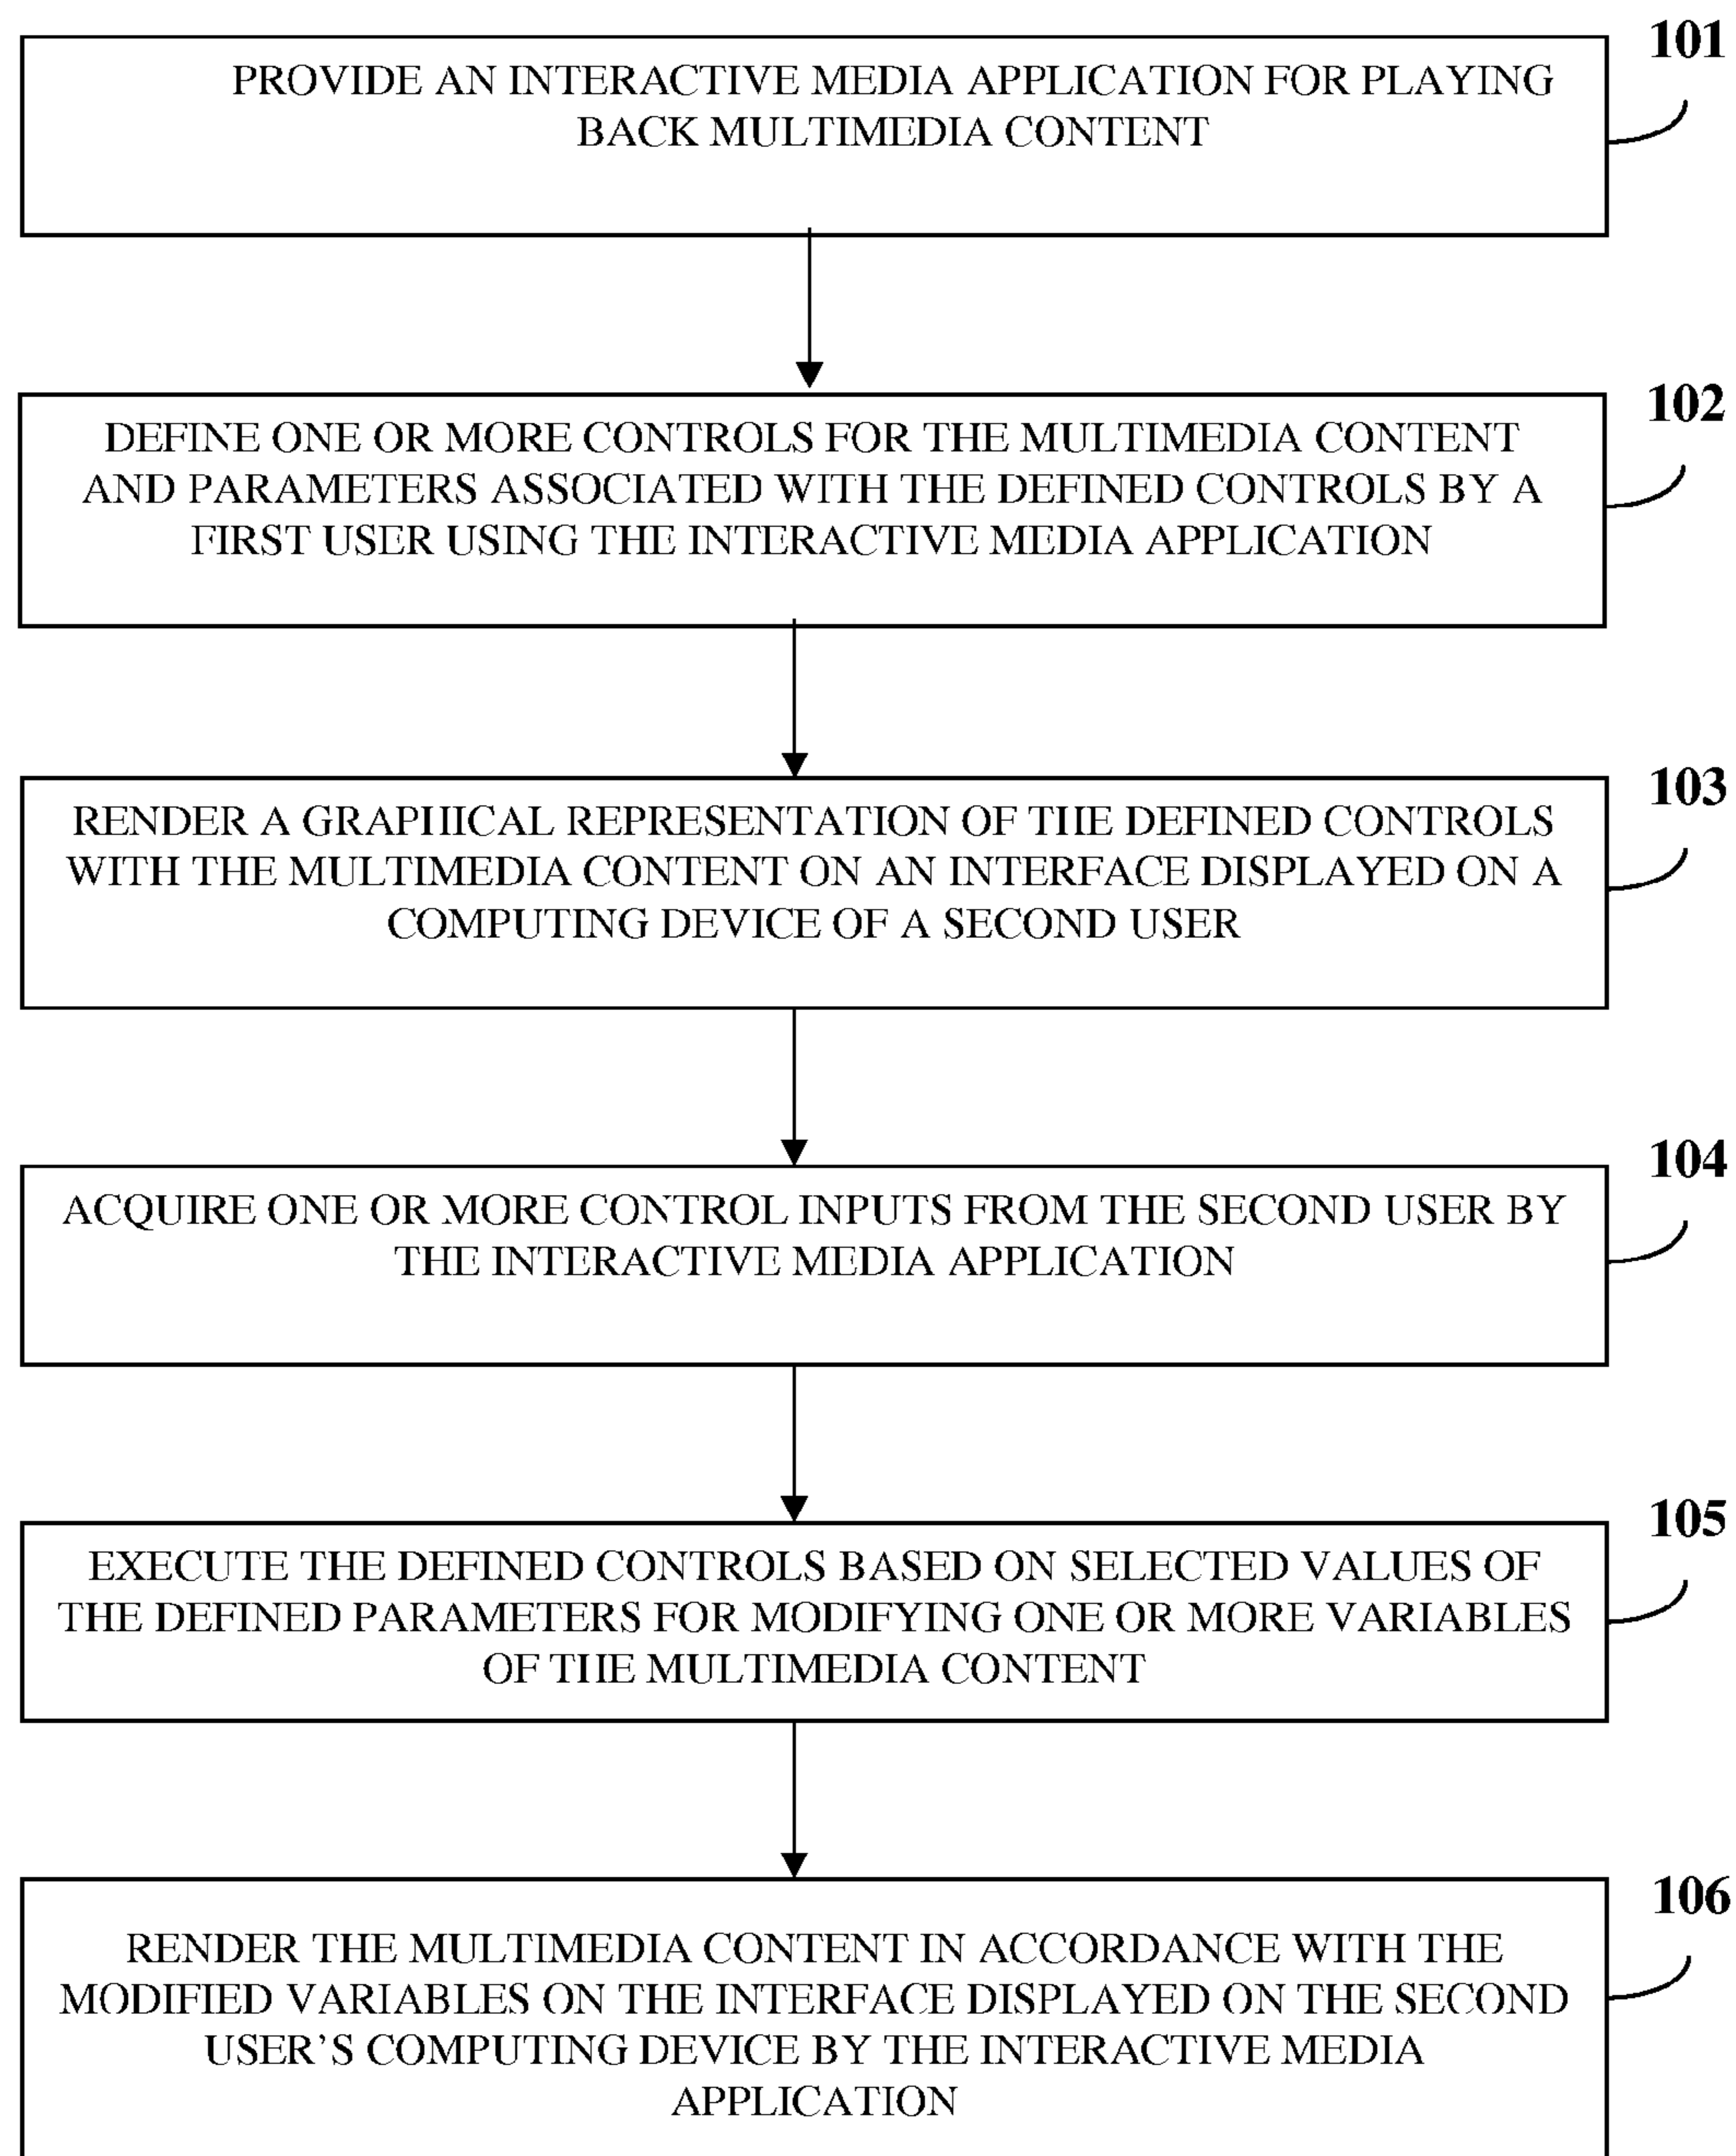 101
PROVIDE AN INTERACTIVE MEDIA APPLICATION FOR PLAYING
BACK MULTIMEDIA CONTENT
102
DEFINE ONE OR MORE CONTROLS FOR THE MULTIMEDIA CONTENT
AND PARAMETERS ASSOCIATED WITH THE DEFINED CONTROLS BY A
FIRST USER USING THE INTERACTIVE MEDIA APPLICATION
103
RENDER A GRAPHICAL REPRESENTATION OF THE DEFINED CONTROLS
WITH THE MULTIMEDIA CONTENT ON AN INTERFACE DISPLAYED ON A
COMPUTING DEVICE OF A SECOND USER
104
ACQUIRE ONE OR MORE CONTROL INPUTS FROM THE SECOND USER BY
THE INTERACTIVE MEDIA APPLICATION
105
EXECUTE THE DEFINED CONTROLS BASED ON SELECTED VALUES OF
THE DEFINED PARAMETERS FOR MODIFYING ONE OR MORE VARIABLES
OF THE MULTIMEDIA CONTENT
106
RENDER THE MULTIMEDIA CONTENT IN ACCORDANCE WITH THE
MODIFIED VARIABLES ON THE INTERFACE DISPLAYED ON THE SECOND
USER'S COMPUTING DEVICE BY THE INTERACTIVE MEDIA
APPLICATION